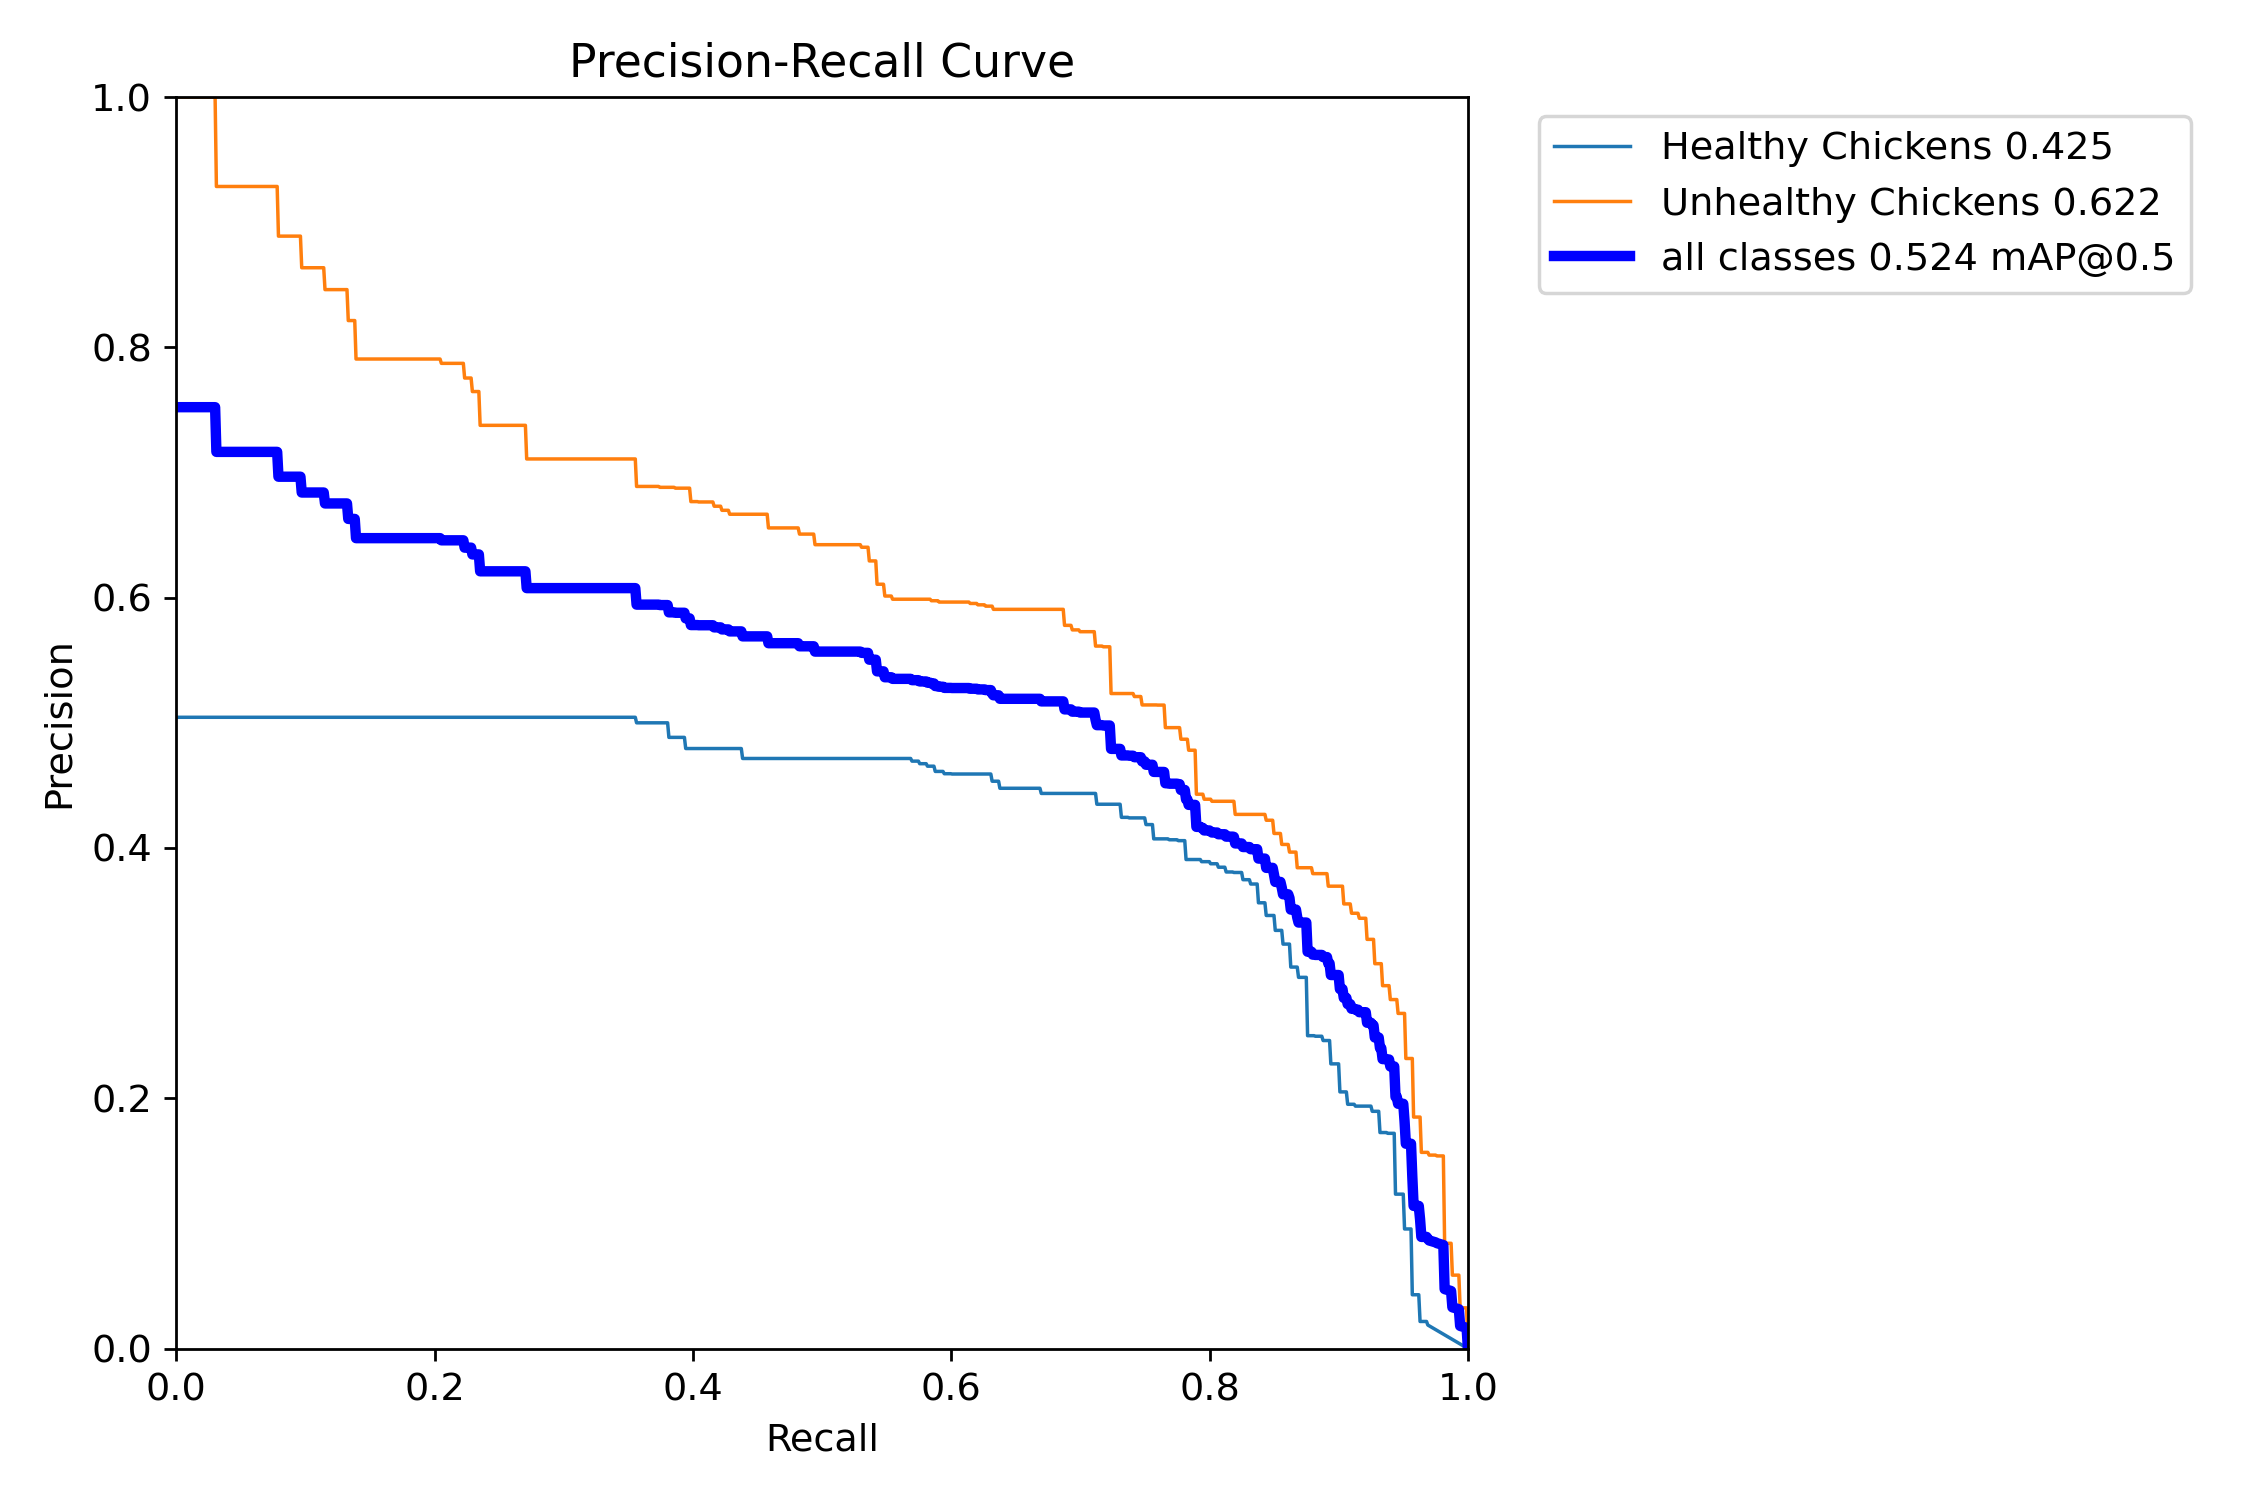 Precision-Recall Curve
1.0
0.8
0.6
0.4
0.2
0.0
Precision
0.0 0.2 0.4 0.6 0.8 1.0
Recall
Healthy Chickens 0.425
Unhealthy Chickens 0.622
all classes 0.524 mAP@0.5